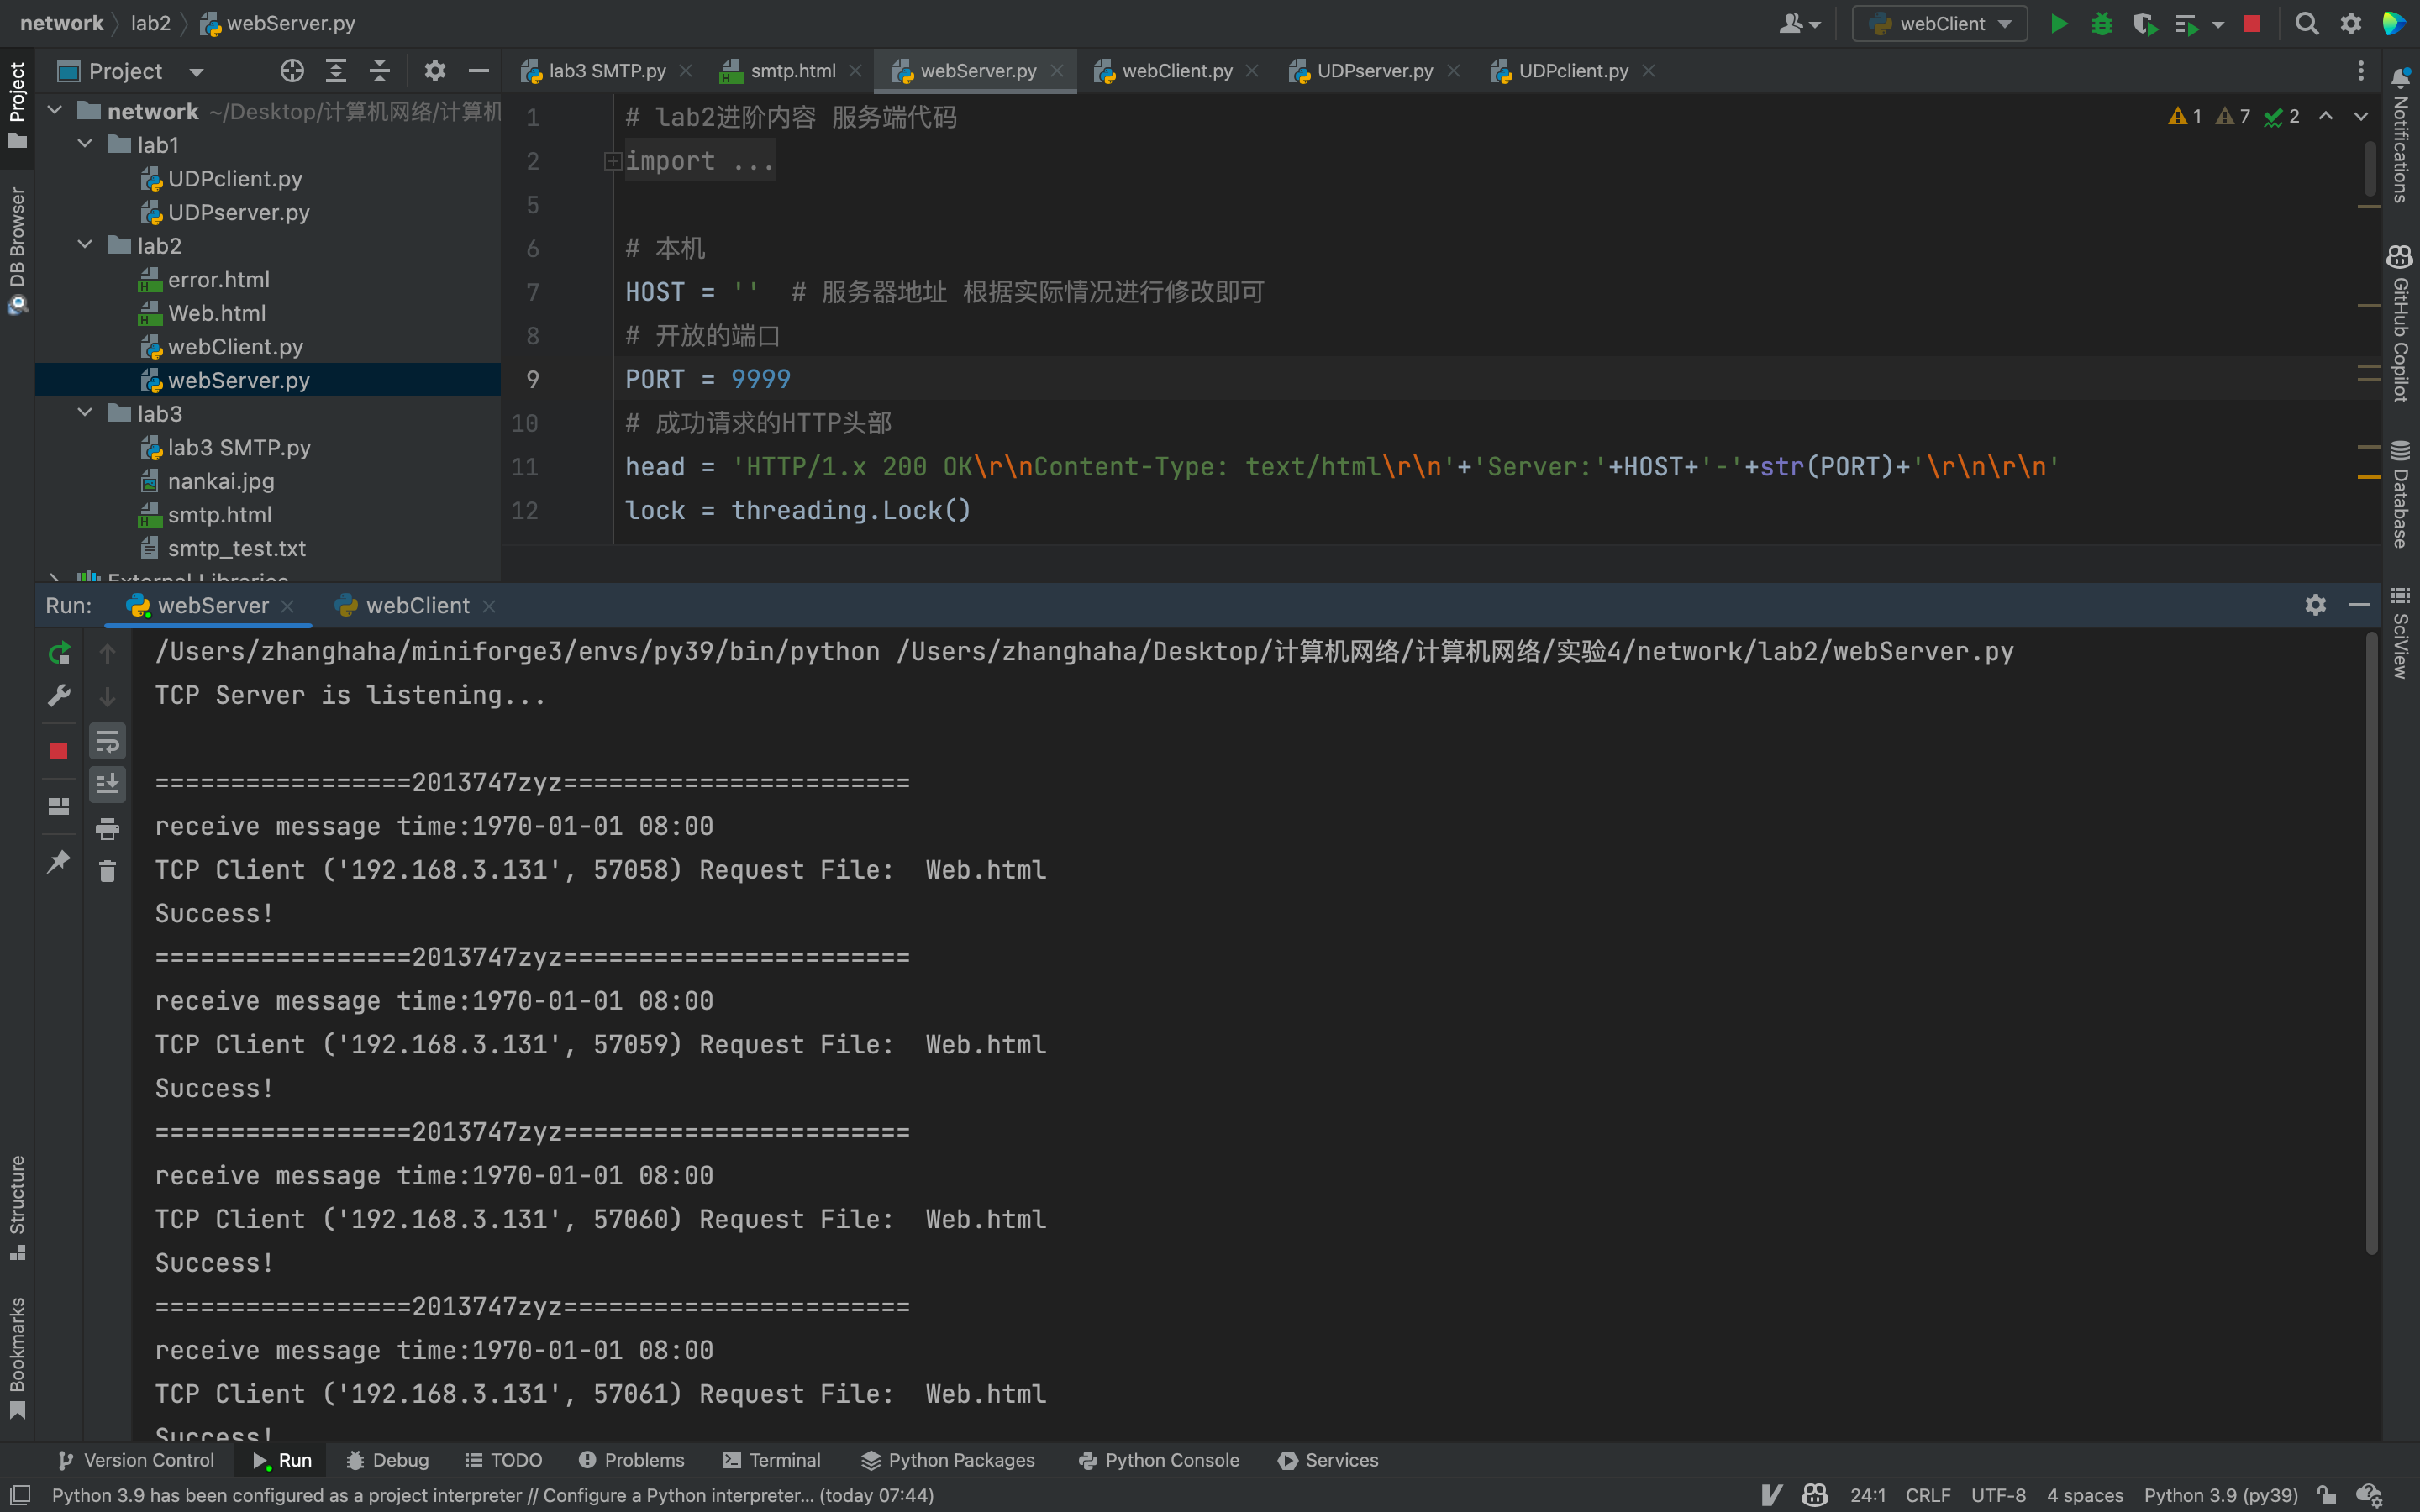 network lab2 webServer.py
webClient
Project
lab3 SMTP.py
smtp.html
webServer.py
webClient.py
UDPserver.py
UDPclient.py
Project
DB Browser
Structure
Bookmarks
network ~/Desktop/计算机网络/计算机
lab1
UDPclient.py
UDPserver.py
lab2
error.html
Web.html
webClient.py
webServer.py
lab3
lab3 SMTP.py
nankai.jpg
smtp.html
smtp_test.txt
External Libraries
1 # lab2进阶内容 服务端代码
2 import ...
5
6 # 本机
7 HOST = '' # 服务器地址 根据实际情况进行修改即可
8 # 开放的端口
9 PORT = 9999
10 # 成功请求的HTTP头部
11 head = 'HTTP/1.x 200 OK\r\nContent-Type: text/html\r\n'+'Server:'+HOST+'-'+str(PORT)+'\r\n\r\n'
12 lock = threading.Lock()
1 7 2
Notifications
GitHub Copilot
Database
SciView
Run: webServer webClient
/Users/zhanghaha/miniforge3/envs/py39/bin/python /Users/zhanghaha/Desktop/计算机网络/计算机网络/实验4/network/lab2/webServer.py
TCP Server is listening...
=================2013747zyz=======================
receive message time:1970-01-01 08:00
TCP Client ('192.168.3.131', 57058) Request File:  Web.html
Success!
=================2013747zyz=======================
receive message time:1970-01-01 08:00
TCP Client ('192.168.3.131', 57059) Request File:  Web.html
Success!
=================2013747zyz=======================
receive message time:1970-01-01 08:00
TCP Client ('192.168.3.131', 57060) Request File:  Web.html
Success!
=================2013747zyz=======================
receive message time:1970-01-01 08:00
TCP Client ('192.168.3.131', 57061) Request File:  Web.html
Success!
Version Control Run Debug TODO Problems Terminal Python Packages Python Console Services
Python 3.9 has been configured as a project interpreter // Configure a Python interpreter... (today 07:44)
24:1 CRLF UTF-8 4 spaces Python 3.9 (py39)